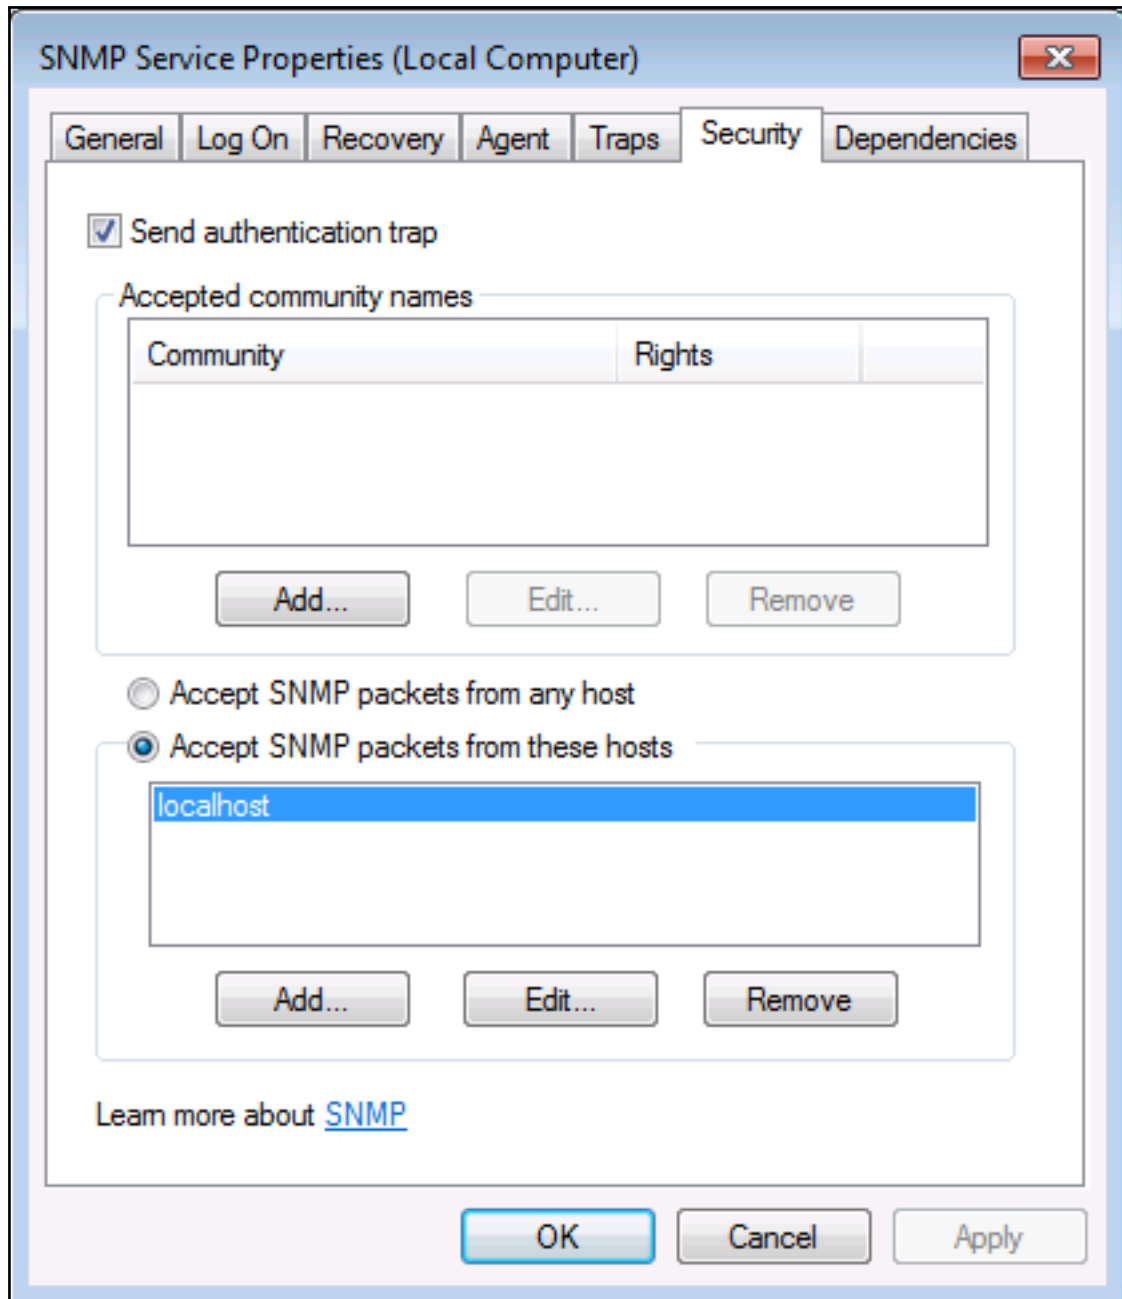 SNMP Service Properties (Local Computer)
General Log On Recovery Agent Traps Security Dependencies
Send authentication trap
Accepted community names
Community Rights
Add... Edit... Remove
Accept SNMP packets from any host
Accept SNMP packets from these hosts
localhost
Add... Edit... Remove
Learn more about SNMP
OK Cancel Apply